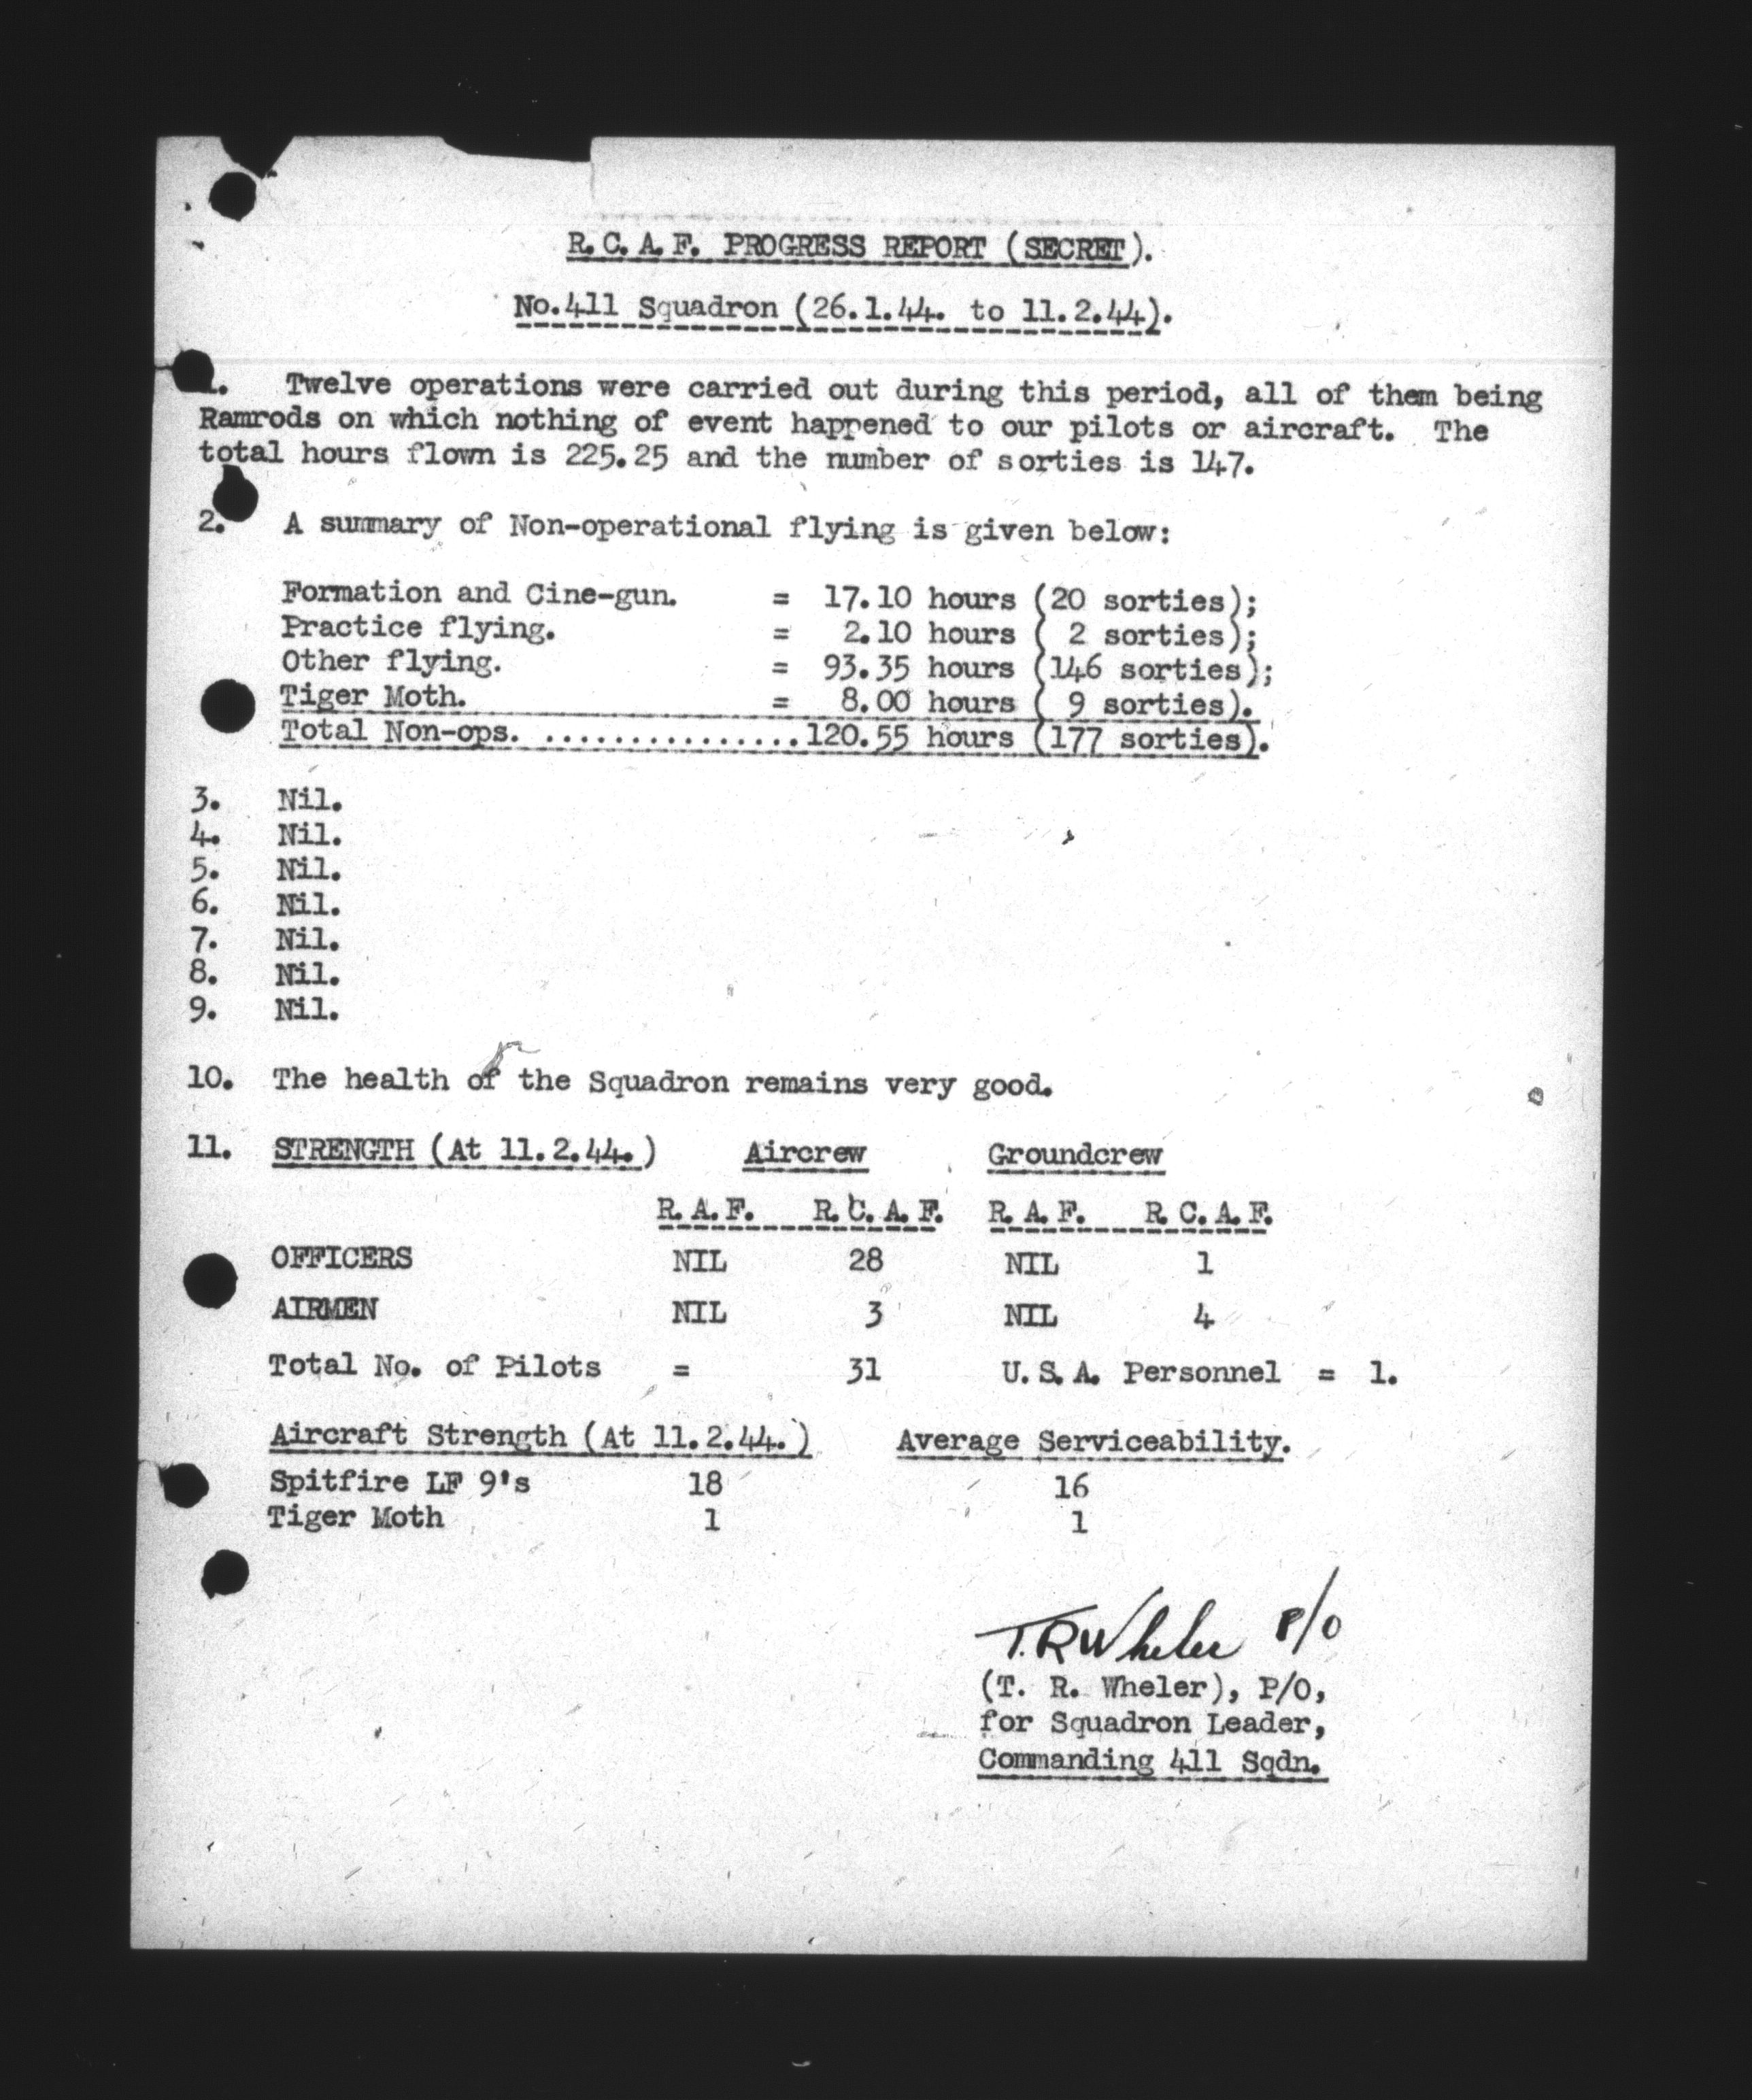 R.C.A.F. PROGRESS REPORT (SECRET).
No.411 Squadron (26.1.44. to 11.2.44).
1. Twelve operations were carried out during this period, all of them being
Ramrods on which nothing of event happened to our pilots or aircraft. The
total hours flown is 225.25 and the number of sorties is 147.
2. A summary of Non-operational flying is given below:
Formation and Cine-gun. = 17.10 hours (20 sorties);
Practice flying. = 2.10 hours ( 2 sorties);
Other flying. = 93.35 hours (146 sorties);
Tiger Moth. = 8.00 hours ( 9 sorties).
Total Non-ops. ................120.55 hours (177 sorties).
3. Nil.
4. Nil.
5. Nil.
6. Nil.
7. Nil.
8. Nil.
9. Nil.
10. The health of the Squadron remains very good.
11. STRENGTH (At 11.2.44.) Aircrew Groundcrew
R.A.F. R.C.A.F. R.A.F. R.C.A.F.
OFFICERS NIL 28 NIL 1
AIRMEN NIL 3 NIL 4
Total No. of Pilots = 31 U.S.A. Personnel = 1.
Aircraft Strength (At 11.2.44.) Average Serviceability.
Spitfire LF 9's 18 16
Tiger Moth 1 1
T.R Wheler P/O
(T. R. Wheler), P/O,
for Squadron Leader,
Commanding 411 Sqdn.